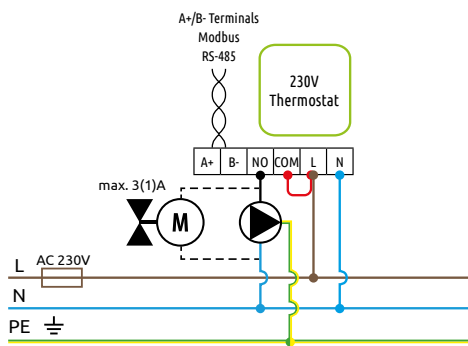 A+/B- Terminals
Modbus
RS-485
230V
Thermostat
A+ B- NO COM L N
max. 3(1)A
M
L AC 230V
N
PE